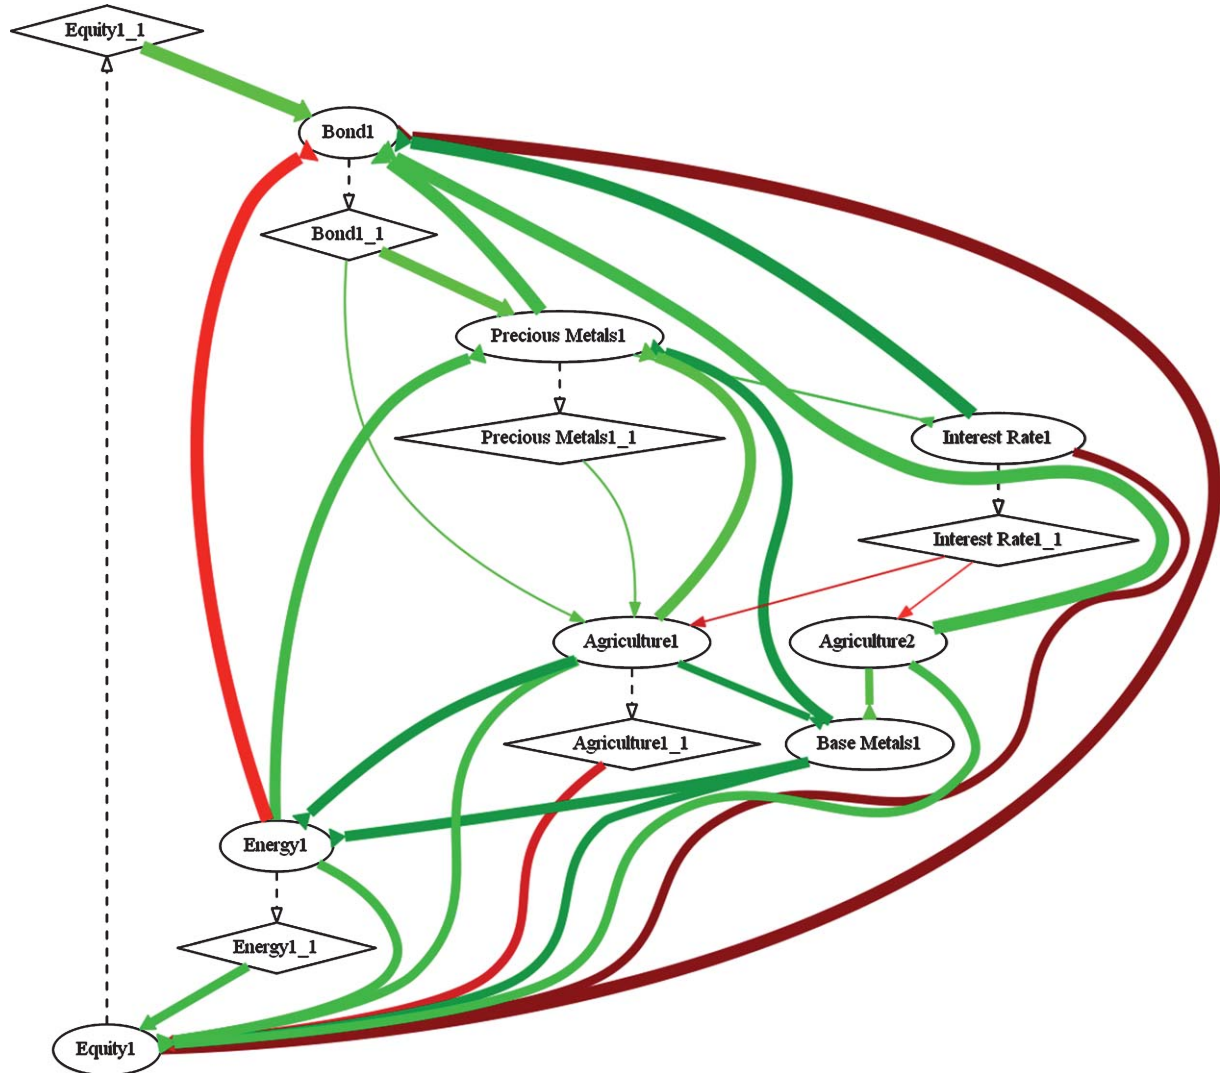 Equity1_1
Bond1
Bond1_1
Precious Metals1
Precious Metals1_1
Interest Rate1
Interest Rate1_1
Agriculture1
Agriculture2
Agriculture1_1
Base Metals1
Energy1
Energy1_1
Equity1